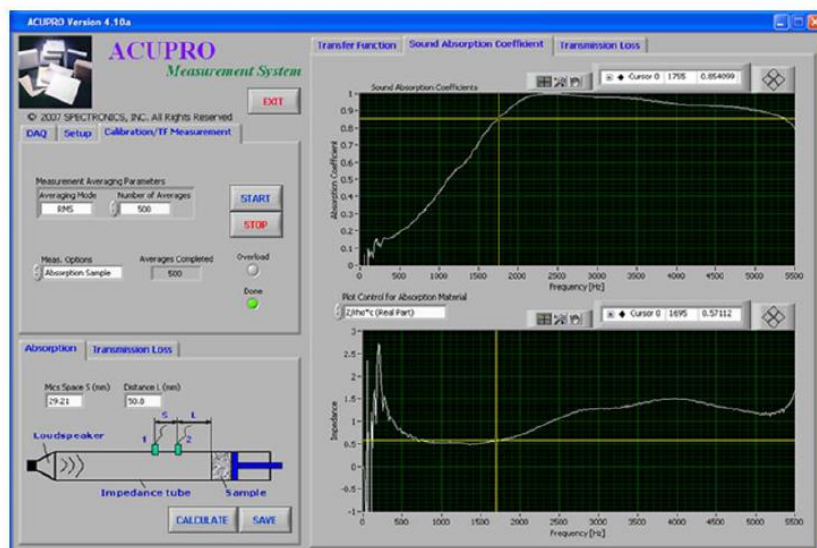 ACUPRO Version 4.10a
ACUPRO
Measurement System
EXIT
© 2007 SPECTRONICS, INC. All Rights Reserved
DAQ Setup Calibration/TF Measurement
Measurement Averaging Parameters
Averaging Mode Number of Averages
RMS 500
START
STOP
Meas. Options Averages Completed Overload
Absorption Sample 500
Done
Absorption Transmission Loss
Mics Space S (mm) Distance L (mm)
29.21 50.8
S L
1 2
Loudspeaker
Impedance tube Sample
CALCULATE SAVE
Transfer Function Sound Absorption Coefficient Transmission Loss
Sound Absorption Coefficients
Cursor 0 1755 0.854099
Absorption Coefficient
1
0.9
0.8
0.7
0.6
0.5
0.4
0.3
0.2
0.1
0
0 500 1000 1500 2000 2500 3000 3500 4000 4500 5000 5500
Frequency [Hz]
Plot Control for Absorption Material
Z/rho*c (Real Part)
Cursor 0 1695 0.57112
Impedance
3
2.5
2
1.5
1
0.5
0
-0.5
-1
0 500 1000 1500 2000 2500 3000 3500 4000 4500 5000 5500
Frequency [Hz]